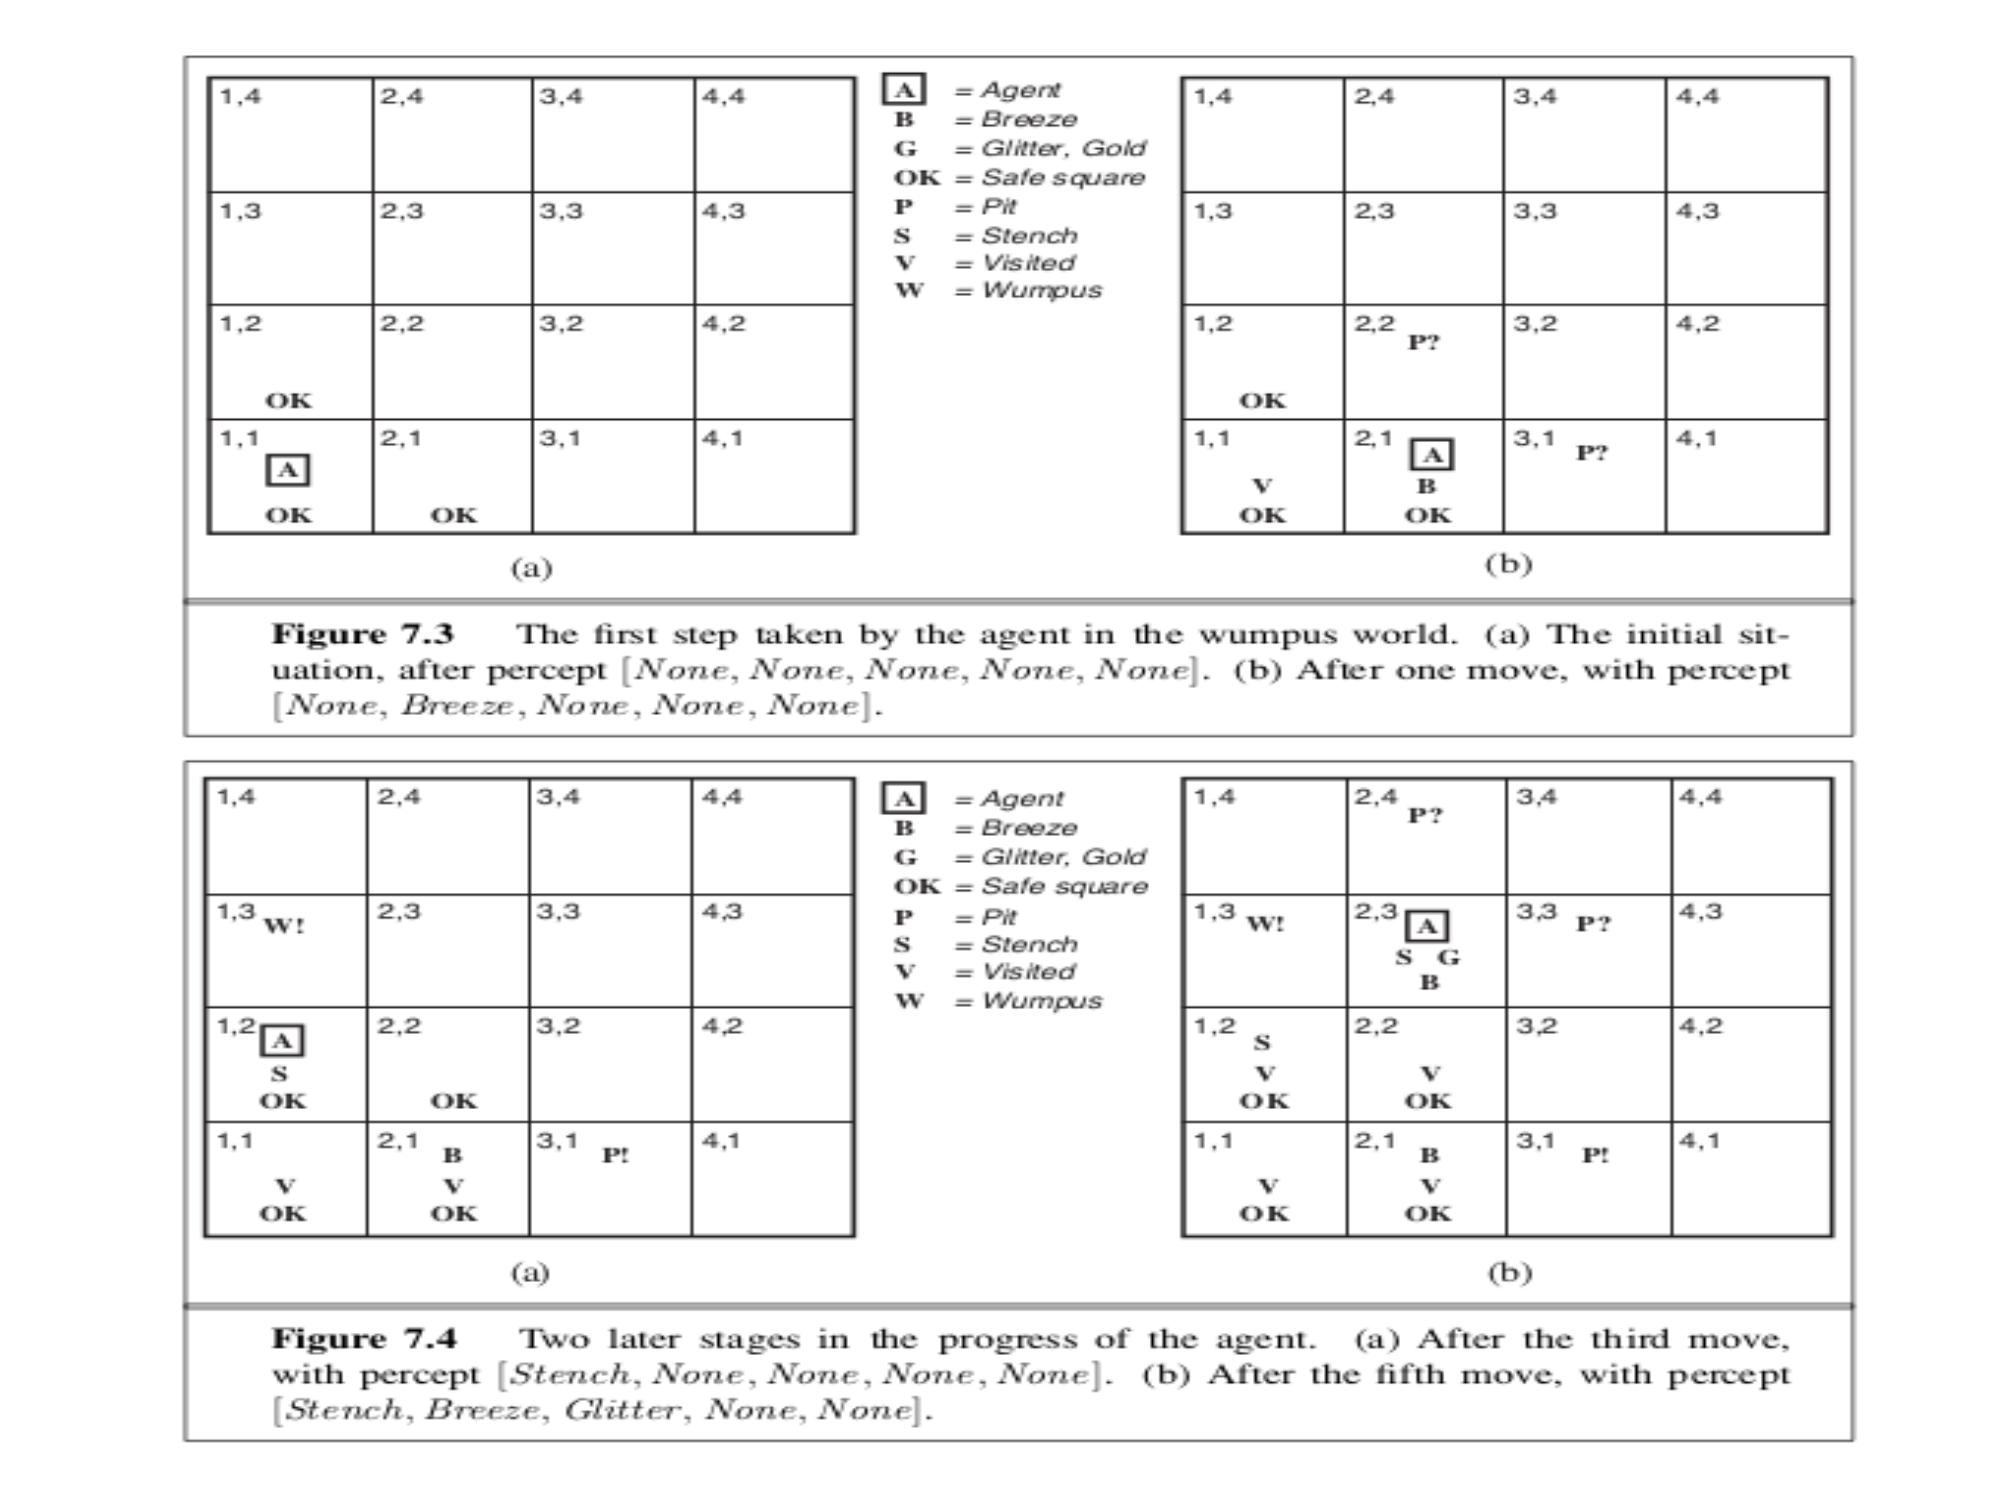 1,4 2,4 3,4 4,4
1,3 2,3 3,3 4,3
1,2 2,2 3,2 4,2
OK
1,1 2,1 3,1 4,1
A
OK OK
(a)
A = Agent
B = Breeze
G = Glitter, Gold
OK = Safe square
P = Pit
S = Stench
V = Visited
W = Wumpus
1,4 2,4 3,4 4,4
1,3 2,3 3,3 4,3
1,2 2,2 P? 3,2 4,2
OK
1,1 2,1 A 3,1 P? 4,1
V B
OK OK
(b)
Figure 7.3 The first step taken by the agent in the wumpus world. (a) The initial sit-
uation, after percept [None, None, None, None, None]. (b) After one move, with percept
[None, Breeze, None, None, None].
1,4 2,4 3,4 4,4
1,3 W! 2,3 3,3 4,3
1,2 A 2,2 3,2 4,2
S
OK OK
1,1 2,1 B 3,1 P! 4,1
V V
OK OK
(a)
A = Agent
B = Breeze
G = Glitter, Gold
OK = Safe square
P = Pit
S = Stench
V = Visited
W = Wumpus
1,4 2,4 P? 3,4 4,4
1,3 W! 2,3 A 3,3 P? 4,3
S G
B
1,2 S 2,2 3,2 4,2
V V
OK OK
1,1 2,1 B 3,1 P! 4,1
V V
OK OK
(b)
Figure 7.4 Two later stages in the progress of the agent. (a) After the third move,
with percept [Stench, None, None, None, None]. (b) After the fifth move, with percept
[Stench, Breeze, Glitter, None, None].